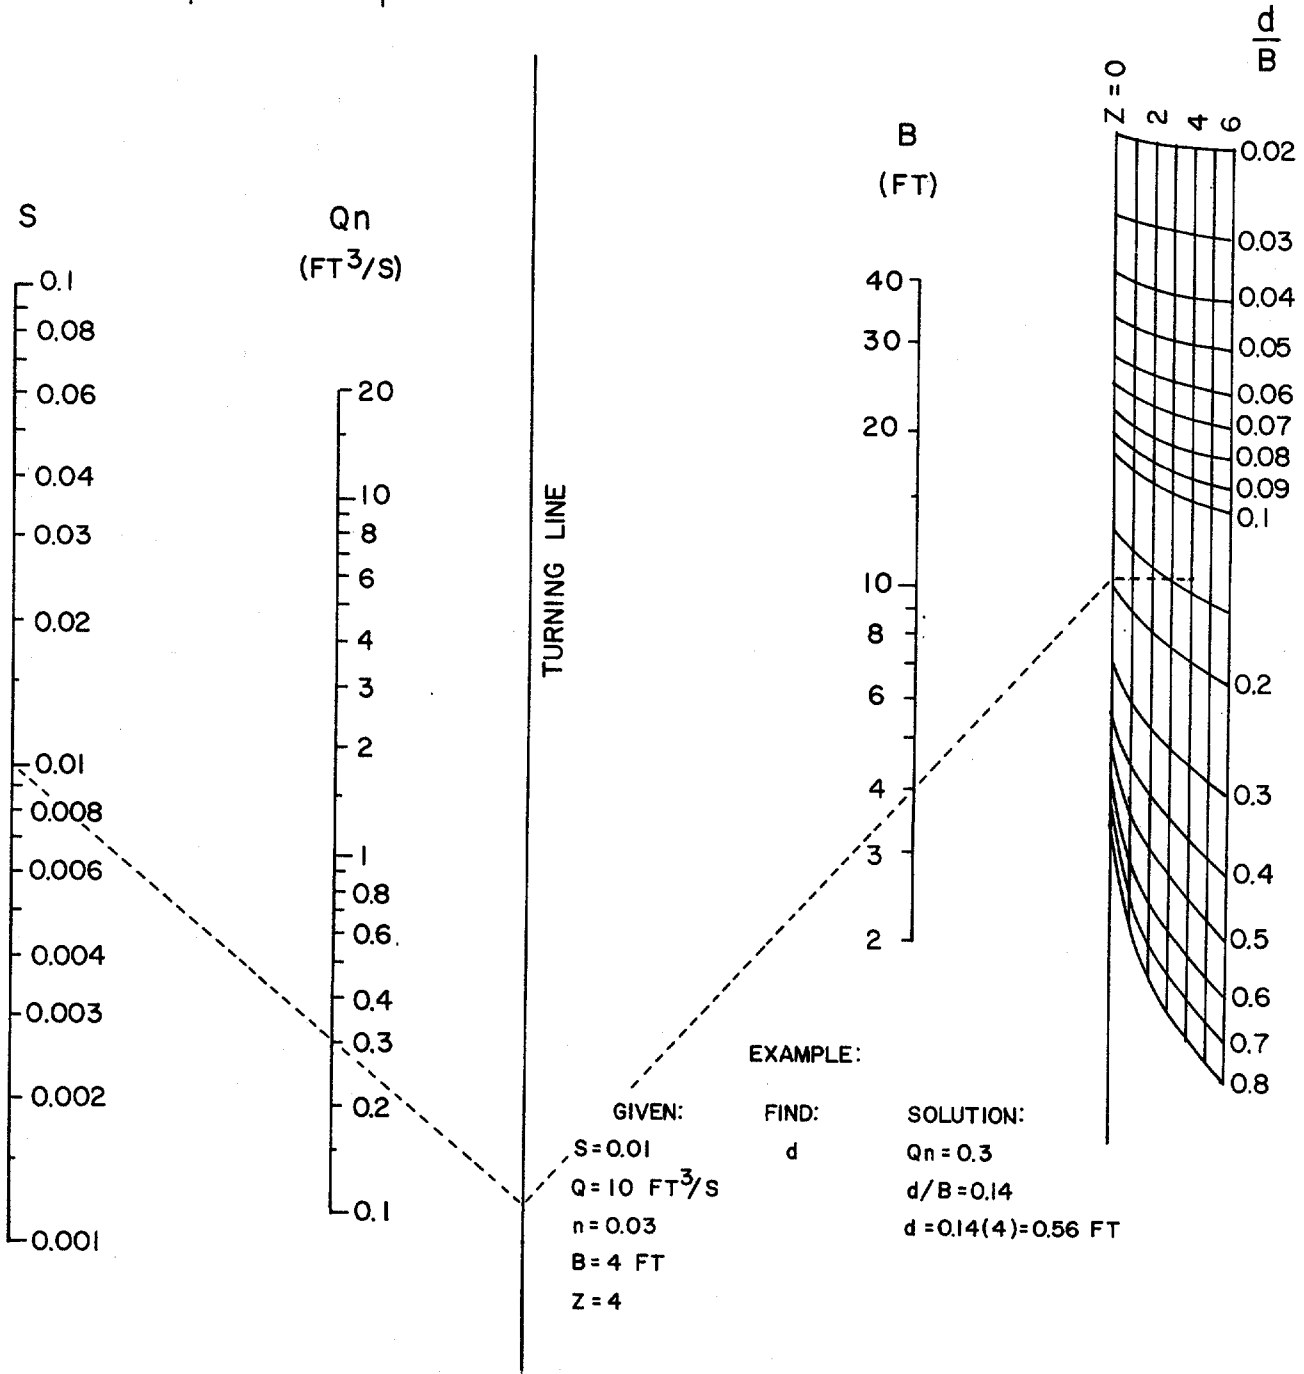 d
B
Z=0
2
4
6
0.02
0.03
0.04
0.05
0.06
0.07
0.08
0.09
0.1
0.2
0.3
0.4
0.5
0.6
0.7
0.8
S
0.1
0.08
0.06
0.04
0.03
0.02
0.01
0.008
0.006
0.004
0.003
0.002
0.001
Qn
(FT³/S)
20
10
8
6
4
3
2
1
0.8
0.6
0.4
0.3
0.2
0.1
TURNING LINE
B
(FT)
40
30
20
10
8
6
4
3
2
EXAMPLE:
GIVEN:
S=0.01
Q=10 FT³/S
n=0.03
B=4 FT
Z=4
FIND:
d
SOLUTION:
Qn=0.3
d/B=0.14
d=0.14(4)=0.56 FT